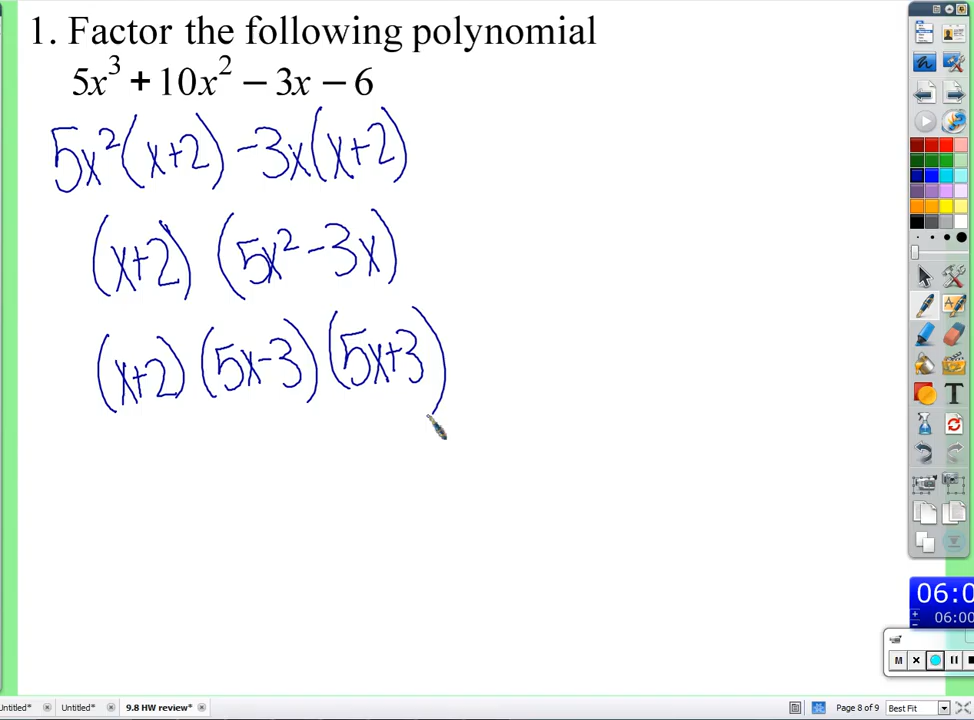 1. Factor the following polynomial
5x³ + 10x² − 3x − 6
5x²(x+2) −3x(x+2)
(x+2) (5x² −3x)
(x+2) (5x−3) (5x+3)
T
06:0
06:00
M
Untitled* Untitled* 9.8 HW review* Page 8 of 9 Best Fit